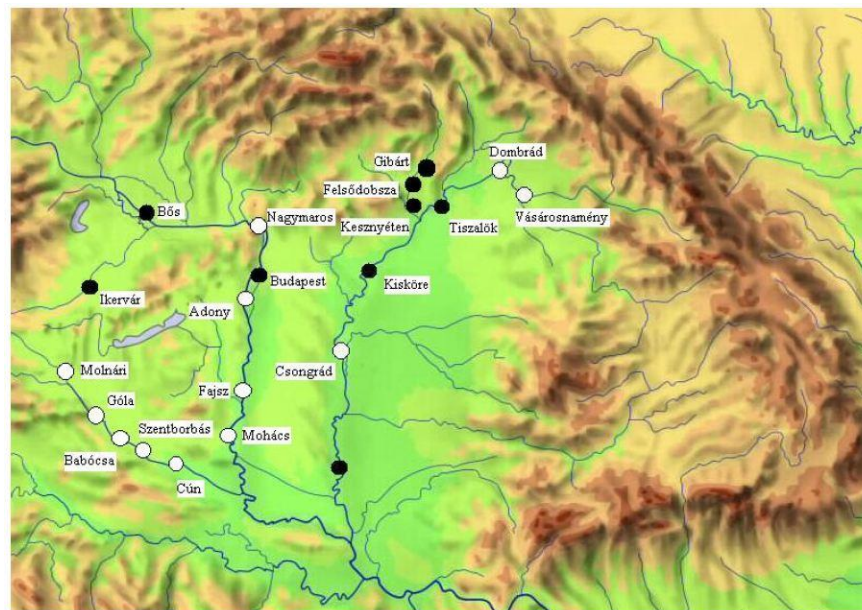 Gibárt
Dombrád
Felsődobsza
Vásárosnamény
Bős
Nagymaros
Kesznyéten
Tiszalök
Budapest
Kisköre
Ikervár
Adony
Csongrád
Molnári
Fajsz
Góla
Szentborbás
Mohács
Babócsa
Cún